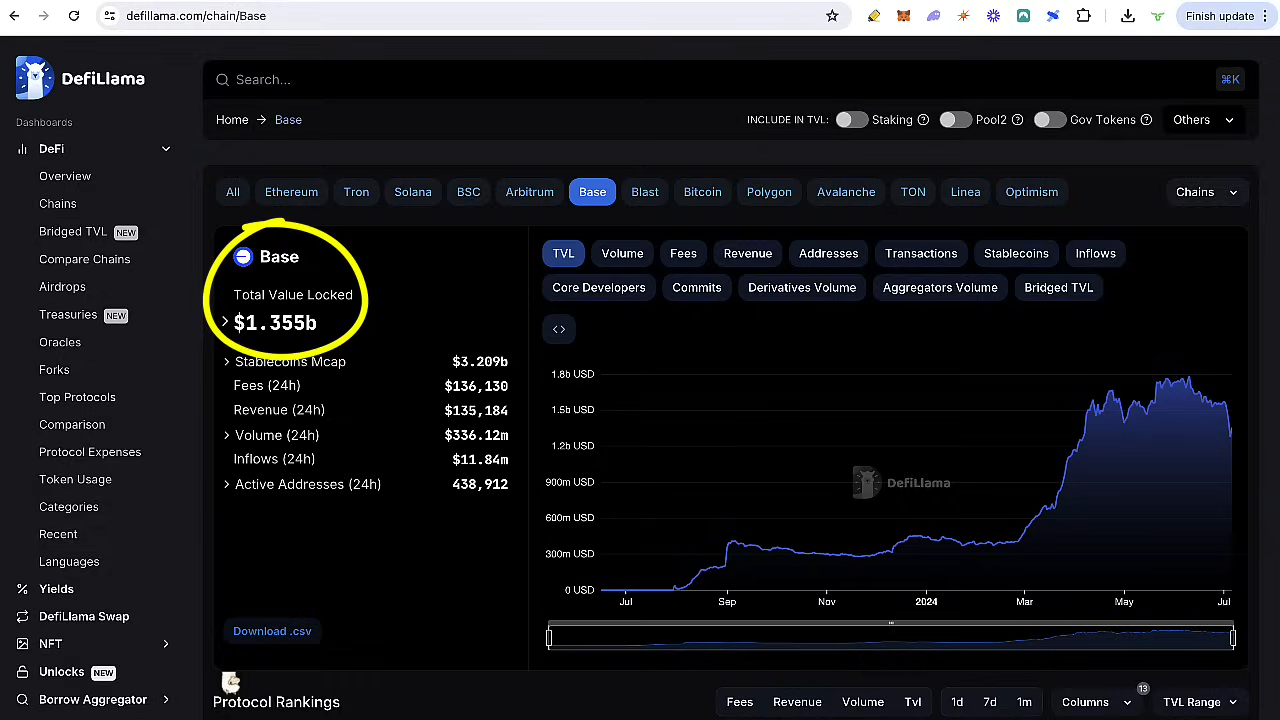 defillama.com/chain/Base
Finish update
DefiLlama
Search...
⌘K
Home → Base
INCLUDE IN TVL: Staking Pool2 Gov Tokens Others
Dashboards
DeFi
Overview
Chains
Bridged TVL NEW
Compare Chains
Airdrops
Treasuries NEW
Oracles
Forks
Top Protocols
Comparison
Protocol Expenses
Token Usage
Categories
Recent
Languages
Yields
DefiLlama Swap
NFT
Unlocks NEW
Borrow Aggregator
All Ethereum Tron Solana BSC Arbitrum Base Blast Bitcoin Polygon Avalanche TON Linea Optimism Chains
Base
Total Value Locked
$1.355b
Stablecoins Mcap $3.209b
Fees (24h) $136,130
Revenue (24h) $135,184
Volume (24h) $336.12m
Inflows (24h) $11.84m
Active Addresses (24h) 438,912
Download .csv
TVL Volume Fees Revenue Addresses Transactions Stablecoins Inflows
Core Developers Commits Derivatives Volume Aggregators Volume Bridged TVL
<>
1.8b USD
1.5b USD
1.2b USD
900m USD
600m USD
300m USD
0 USD
DefiLlama
Jul Sep Nov 2024 Mar May Jul
Protocol Rankings
Fees Revenue Volume Tvl 1d 7d 1m Columns 13 TVL Range